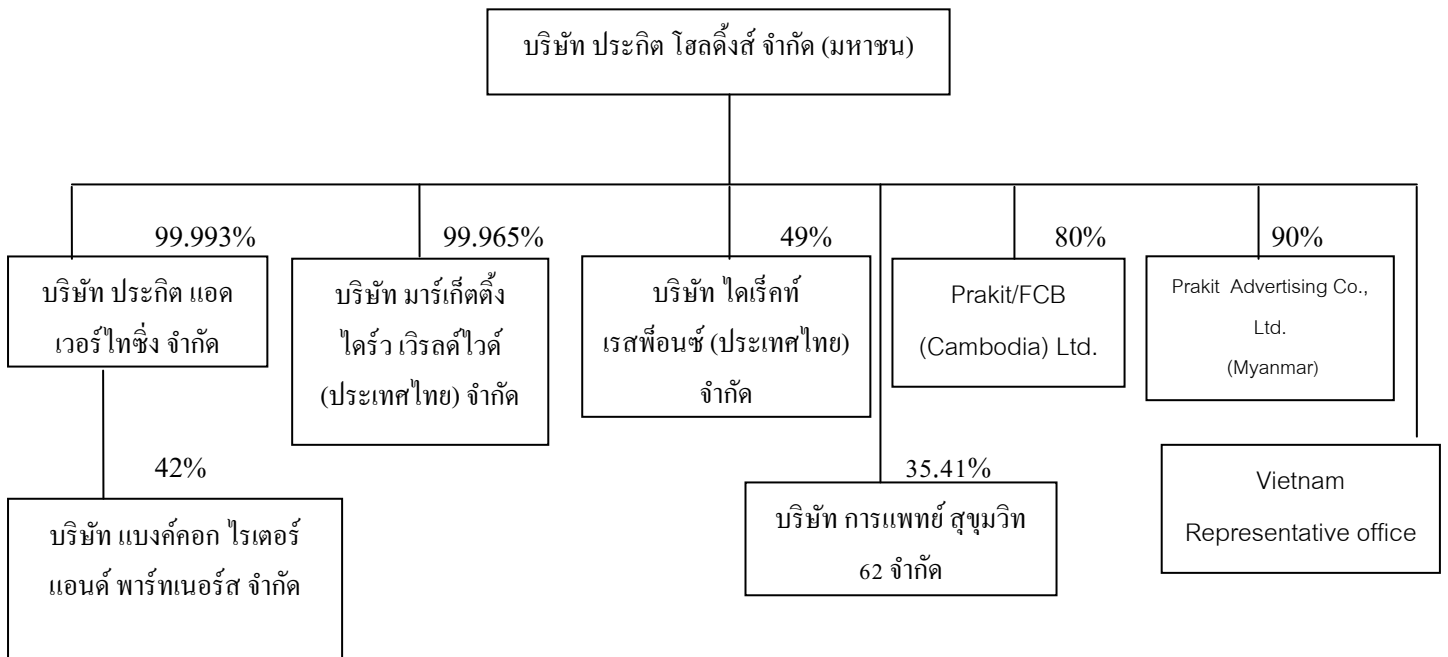 บริษัท ประกิต โฮลดิ้งส์ จำกัด (มหาชน)
99.993%
99.965%
49%
80%
90%
บริษัท ประกิต แอด
เวอร์ไทซิ่ง จำกัด
บริษัท มาร์เก็ตติ้ง
ไดร์ว เวิรลด์ไวด์
(ประเทศไทย) จำกัด
บริษัท ไดเร็คท์
เรสพ็อนซ์ (ประเทศไทย)
จำกัด
Prakit/FCB
(Cambodia) Ltd.
Prakit Advertising Co.,
Ltd.
(Myanmar)
42%
35.41%
บริษัท แบงค์คอก ไรเตอร์
แอนด์ พาร์ทเนอร์ส จำกัด
บริษัท การแพทย์ สุขุมวิท
62 จำกัด
Vietnam
Representative office